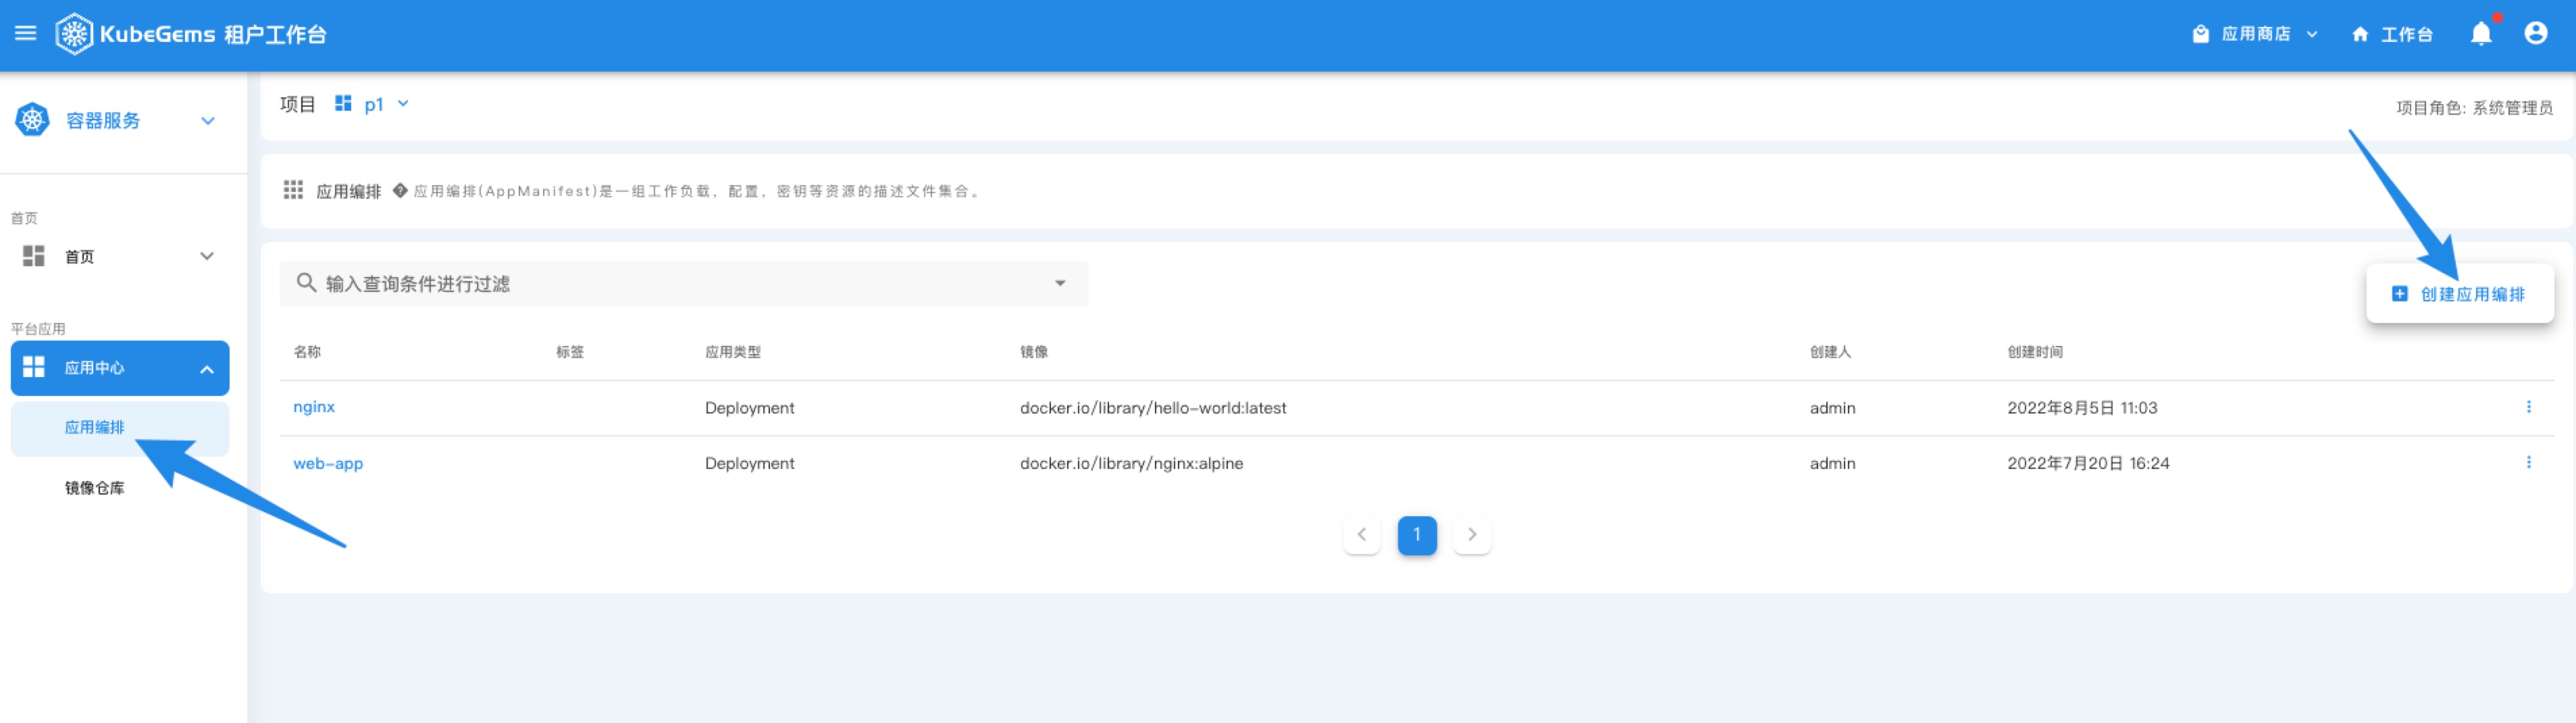 KubeGems 租户工作台
应用商店
工作台
容器服务
项目 p1
项目角色: 系统管理员
应用编排 应用编排(AppManifest)是一组工作负载，配置，密钥等资源的描述文件集合。
首页
首页
平台应用
应用中心
应用编排
镜像仓库
输入查询条件进行过滤
创建应用编排
名称 标签 应用类型 镜像 创建人 创建时间
nginx Deployment docker.io/library/hello-world:latest admin 2022年8月5日 11:03
web-app Deployment docker.io/library/nginx:alpine admin 2022年7月20日 16:24
1